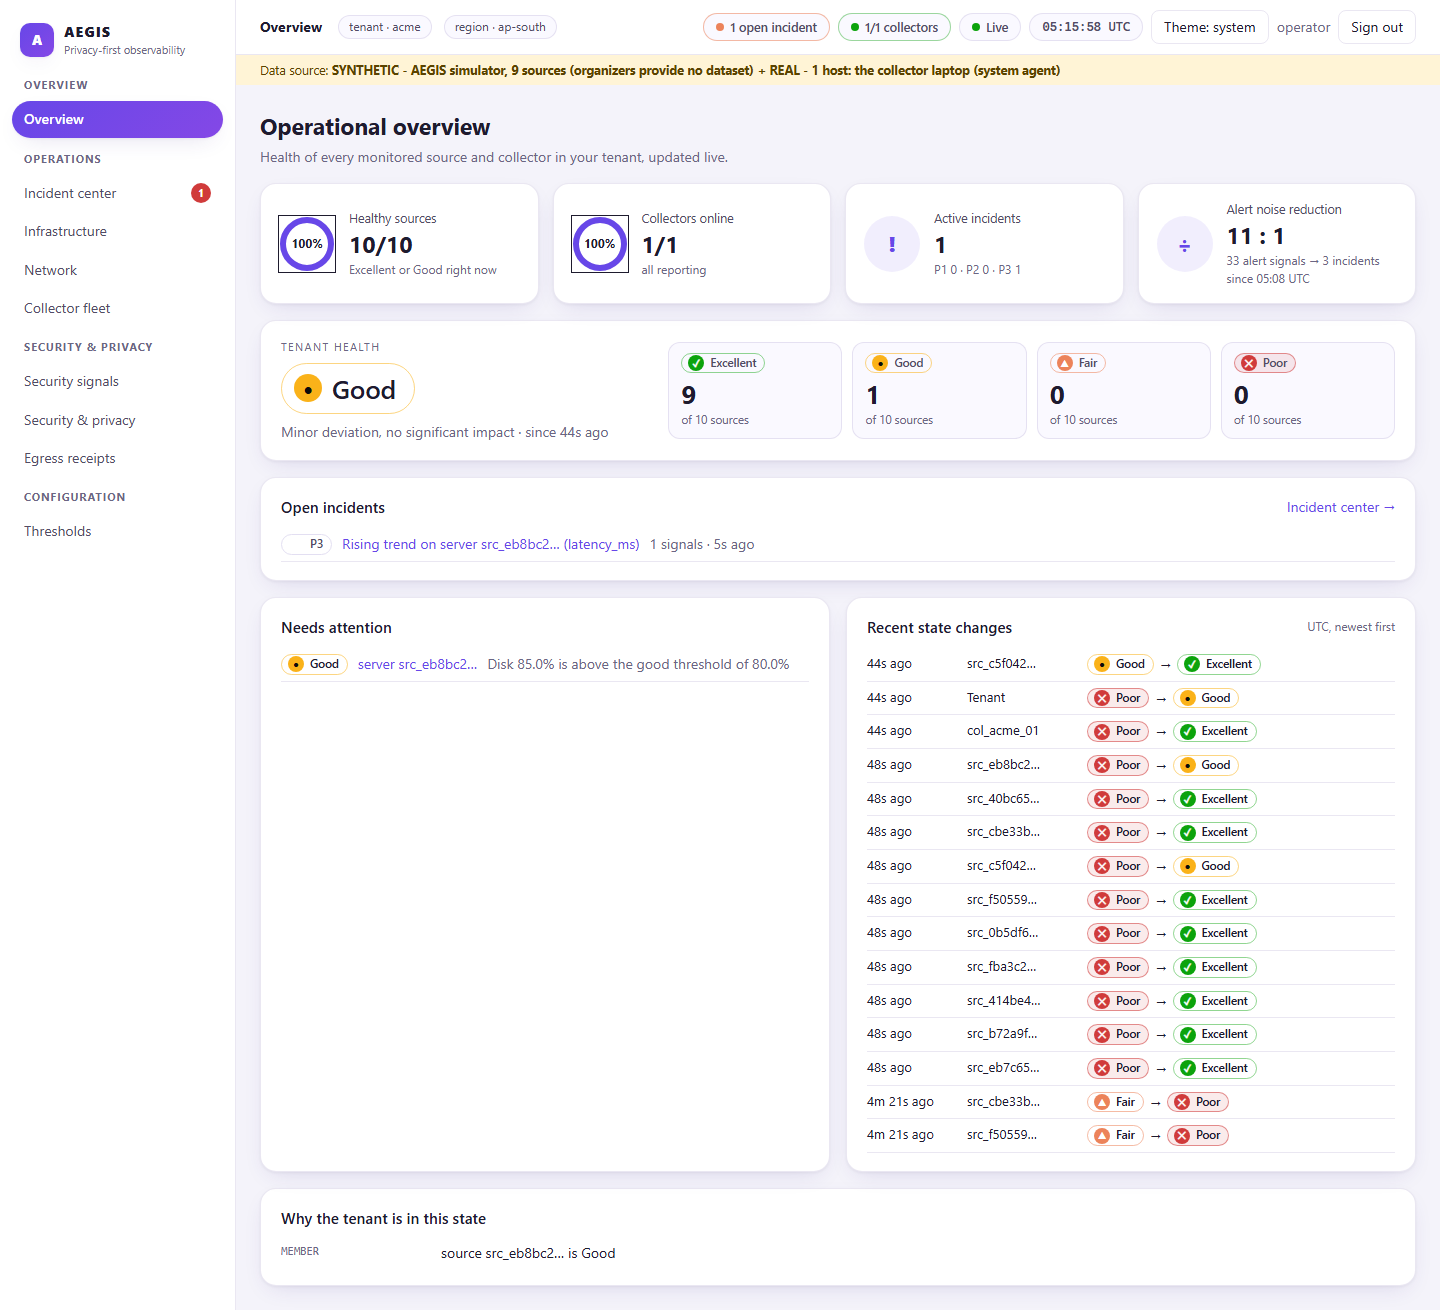 A
AEGIS
Privacy-first observability
OVERVIEW
Overview
OPERATIONS
Incident center
1
Infrastructure
Network
Collector fleet
SECURITY & PRIVACY
Security signals
Security & privacy
Egress receipts
CONFIGURATION
Thresholds
Overview
tenant · acme
region · ap-south
1 open incident
1/1 collectors
Live
05:15:58 UTC
Theme: system
operator
Sign out
Data source: SYNTHETIC - AEGIS simulator, 9 sources (organizers provide no dataset) + REAL - 1 host: the collector laptop (system agent)
Operational overview
Health of every monitored source and collector in your tenant, updated live.
100%
Healthy sources
10/10
Excellent or Good right now
100%
Collectors online
1/1
all reporting
!
Active incidents
1
P1 0 · P2 0 · P3 1
÷
Alert noise reduction
11 : 1
33 alert signals → 3 incidents
since 05:08 UTC
TENANT HEALTH
Good
Minor deviation, no significant impact · since 44s ago
Excellent
9
of 10 sources
Good
1
of 10 sources
Fair
0
of 10 sources
Poor
0
of 10 sources
Open incidents
Incident center →
P3 Rising trend on server src_eb8bc2... (latency_ms) 1 signals · 5s ago
Needs attention
Good server src_eb8bc2... Disk 85.0% is above the good threshold of 80.0%
Recent state changes
UTC, newest first
44s ago src_c5f042... Good → Excellent
44s ago Tenant Poor → Good
44s ago col_acme_01 Poor → Excellent
48s ago src_eb8bc2... Poor → Good
48s ago src_40bc65... Poor → Excellent
48s ago src_cbe33b... Poor → Excellent
48s ago src_c5f042... Poor → Good
48s ago src_f50559... Poor → Excellent
48s ago src_0b5df6... Poor → Excellent
48s ago src_fba3c2... Poor → Excellent
48s ago src_414be4... Poor → Excellent
48s ago src_b72a9f... Poor → Excellent
48s ago src_eb7c65... Poor → Excellent
4m 21s ago src_cbe33b... Fair → Poor
4m 21s ago src_f50559... Fair → Poor
Why the tenant is in this state
MEMBER source src_eb8bc2... is Good